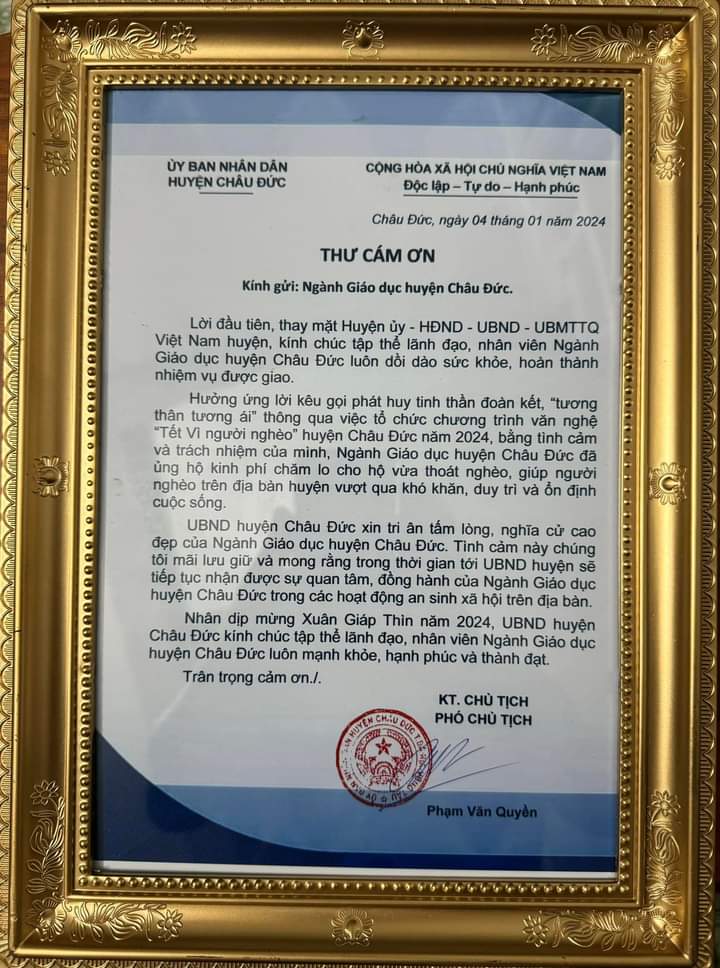 ỦY BAN NHÂN DÂN
HUYỆN CHÂU ĐỨC
CỘNG HÒA XÃ HỘI CHỦ NGHĨA VIỆT NAM
Độc lập – Tự do – Hạnh phúc
Châu Đức, ngày 04 tháng 01 năm 2024
THƯ CÁM ƠN
Kính gửi: Ngành Giáo dục huyện Châu Đức.
Lời đầu tiên, thay mặt Huyện ủy - HĐND - UBND - UBMTTQ
Việt Nam huyện, kính chúc tập thể lãnh đạo, nhân viên Ngành
Giáo dục huyện Châu Đức luôn dồi dào sức khỏe, hoàn thành
nhiệm vụ được giao.
Hưởng ứng lời kêu gọi phát huy tinh thần đoàn kết, “tương
thân tương ái” thông qua việc tổ chức chương trình văn nghệ
“Tết Vì người nghèo” huyện Châu Đức năm 2024, bằng tình cảm
và trách nhiệm của mình, Ngành Giáo dục huyện Châu Đức đã
ủng hộ kinh phí chăm lo cho hộ vừa thoát nghèo, giúp người
nghèo trên địa bàn huyện vượt qua khó khăn, duy trì và ổn định
cuộc sống.
UBND huyện Châu Đức xin tri ân tấm lòng, nghĩa cử cao
đẹp của Ngành Giáo dục huyện Châu Đức. Tình cảm này chúng
tôi mãi lưu giữ và mong rằng trong thời gian tới UBND huyện sẽ
tiếp tục nhận được sự quan tâm, đồng hành của Ngành Giáo dục
huyện Châu Đức trong các hoạt động an sinh xã hội trên địa bàn.
Nhân dịp mừng Xuân Giáp Thìn năm 2024, UBND huyện
Châu Đức kính chúc tập thể lãnh đạo, nhân viên Ngành Giáo dục
huyện Châu Đức luôn mạnh khỏe, hạnh phúc và thành đạt.
Trân trọng cảm ơn./.
KT. CHỦ TỊCH
PHÓ CHỦ TỊCH
Phạm Văn Quyền